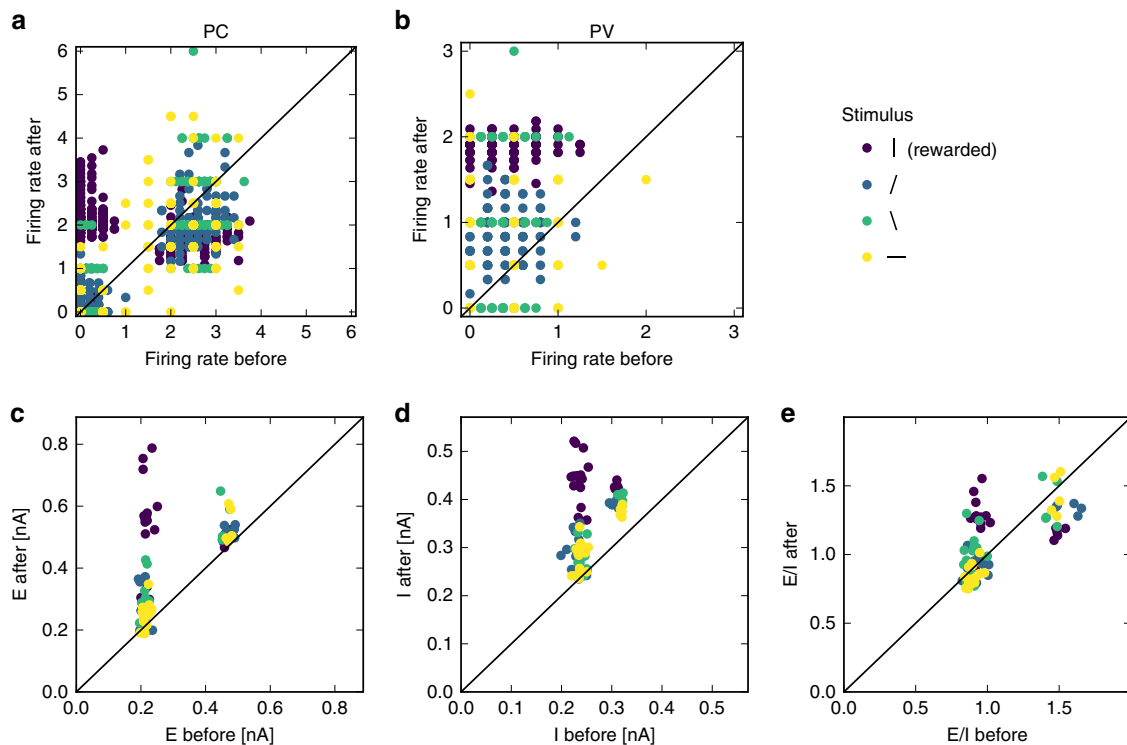 a
PC
6
5
4
3
2
1
0
Firing rate after
0 1 2 3 4 5 6
Firing rate before
b
PV
3
2
1
0
Firing rate after
0 1 2 3
Firing rate before
Stimulus
(rewarded)
c
0.8
0.6
0.4
0.2
0.0
E after [nA]
0.0 0.2 0.4 0.6 0.8
E before [nA]
d
0.5
0.4
0.3
0.2
0.1
0.0
I after [nA]
0.0 0.1 0.2 0.3 0.4 0.5
I before [nA]
e
1.5
1.0
0.5
0.0
E/I after
0.0 0.5 1.0 1.5
E/I before